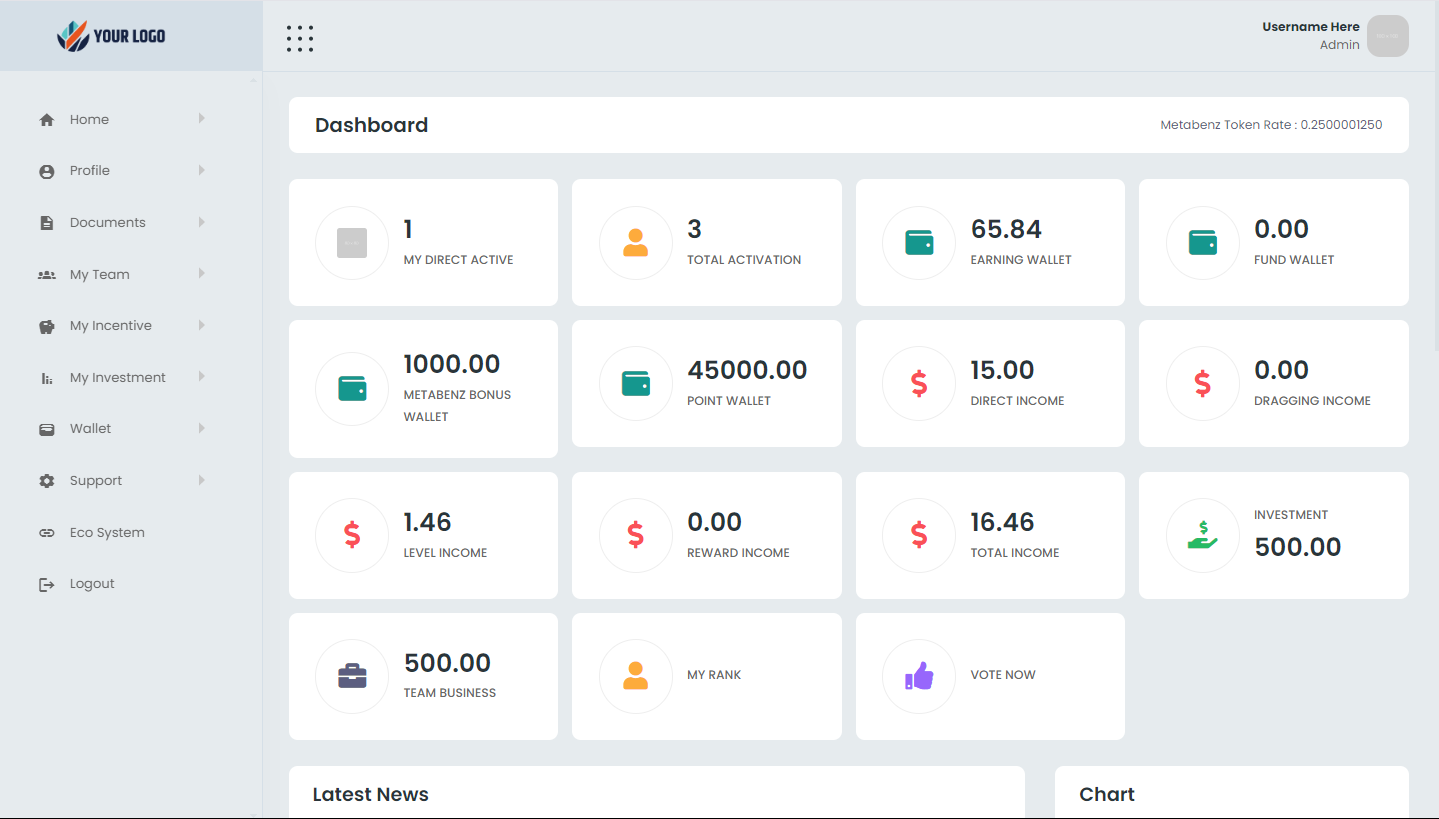 YOUR LOGO
Username Here
Admin
Home
Profile
Documents
My Team
My Incentive
My Investment
Wallet
Support
Eco System
Logout
Dashboard
Metabenz Token Rate : 0.2500001250
1
MY DIRECT ACTIVE
3
TOTAL ACTIVATION
65.84
EARNING WALLET
0.00
FUND WALLET
1000.00
METABENZ BONUS
WALLET
45000.00
POINT WALLET
15.00
DIRECT INCOME
0.00
DRAGGING INCOME
1.46
LEVEL INCOME
0.00
REWARD INCOME
16.46
TOTAL INCOME
INVESTMENT
500.00
500.00
TEAM BUSINESS
MY RANK
VOTE NOW
Latest News
Chart